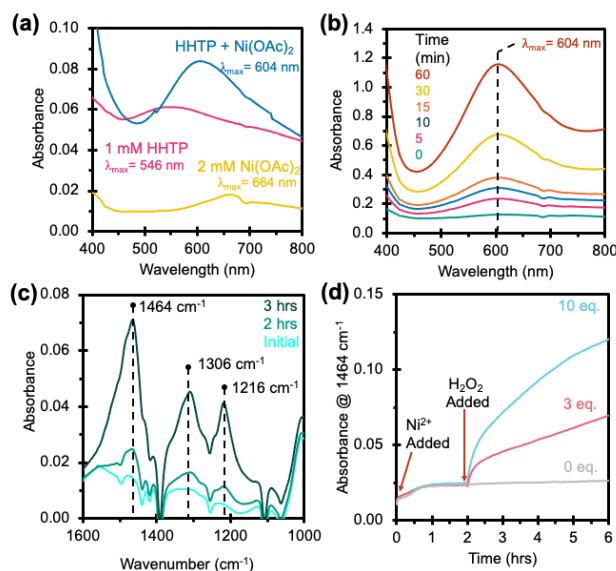 (a)
0.10
0.08
0.06
0.04
0.02
0.00
Absorbance
HHTP + Ni(OAc)2
λmax= 604 nm
1 mM HHTP
λmax= 546 nm
2 mM Ni(OAc)2
λmax= 664 nm
400 500 600 700 800
Wavelength (nm)
(b)
1.4
1.2
1.0
0.8
0.6
0.4
0.2
0.0
Absorbance
Time
(min)
60
30
15
10
5
0
λmax= 604 nm
400 500 600 700 800
Wavelength (nm)
(c)
0.08
0.06
0.04
0.02
0.00
Absorbance
1464 cm-1
1306 cm-1
1216 cm-1
3 hrs
2 hrs
Initial
1600 1400 1200 1000
Wavenumber (cm-1)
(d)
0.15
0.10
0.05
0.00
Absorbance @ 1464 cm-1
Ni2+
Added
H2O2
Added
10 eq.
3 eq.
0 eq.
0 1 2 3 4 5 6
Time (hrs)